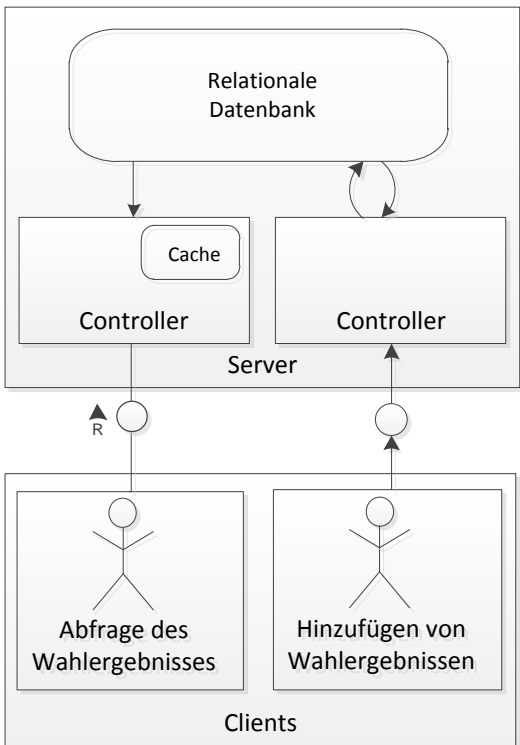 Relationale
Datenbank
Cache
Controller
Controller
Server
R
Abfrage des
Wahlergebnisses
Hinzufügen von
Wahlergebnissen
Clients